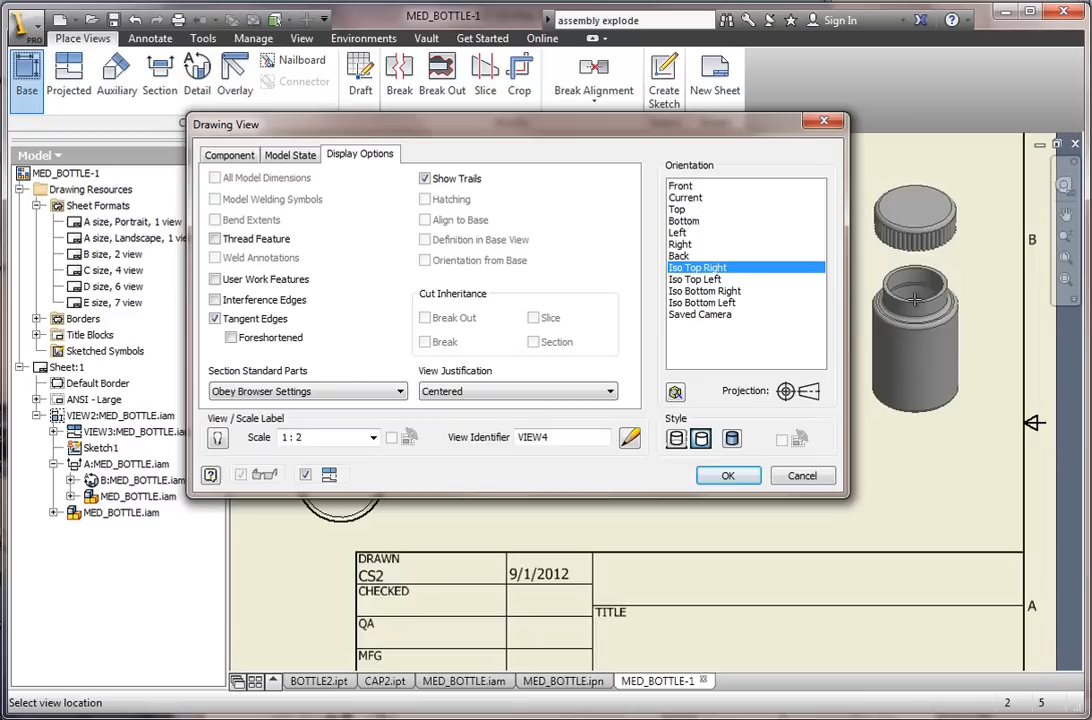 MED_BOTTLE-1
assembly explode
Sign In
PRO
Place Views
Annotate
Tools
Manage
View
Environments
Vault
Get Started
Online
Base
Projected
Auxiliary
Section
Detail
Overlay
Nailboard
Connector
Draft
Break
Break Out
Slice
Crop
Break Alignment
Create
Sketch
New Sheet
Model
MED_BOTTLE-1
Drawing Resources
Sheet Formats
A size, Portrait, 1 view
A size, Landscape, 1 vie
B size, 2 view
C size, 4 view
D size, 6 view
E size, 7 view
Borders
Title Blocks
Sketched Symbols
Sheet:1
Default Border
ANSI - Large
VIEW2:MED_BOTTLE.iam
VIEW3:MED_BOTTLE.iam
Sketch1
A:MED_BOTTLE.iam
B:MED_BOTTLE.iam
MED_BOTTLE.iam
MED_BOTTLE.iam
Drawing View
Component
Model State
Display Options
All Model Dimensions
Model Welding Symbols
Bend Extents
Thread Feature
Weld Annotations
User Work Features
Interference Edges
Tangent Edges
Foreshortened
Show Trails
Hatching
Align to Base
Definition in Base View
Orientation from Base
Cut Inheritance
Break Out
Slice
Break
Section
Section Standard Parts
Obey Browser Settings
View Justification
Centered
Orientation
Front
Current
Top
Bottom
Left
Right
Back
Iso Top Right
Iso Top Left
Iso Bottom Right
Iso Bottom Left
Saved Camera
Projection:
View / Scale Label
Scale
1 : 2
View Identifier
VIEW4
Style
OK
Cancel
B
A
DRAWN
CS2
9/1/2012
CHECKED
QA
MFG
TITLE
BOTTLE2.ipt
CAP2.ipt
MED_BOTTLE.iam
MED_BOTTLE.ipn
MED_BOTTLE-1
Select view location
2
5